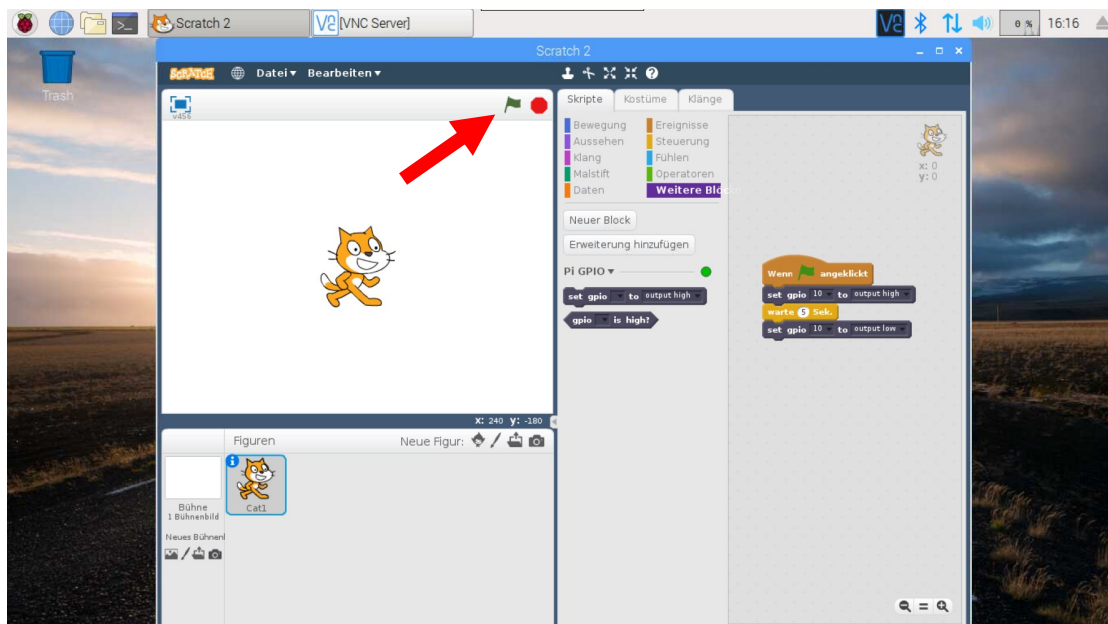 Scratch 2
V2 [VNC Server]
V2
0 %
16:16
Trash
Scratch 2
SCRATCH
Datei
Bearbeiten
v456
Skripte
Kostüme
Klänge
Bewegung
Ereignisse
Aussehen
Steuerung
Klang
Fühlen
Malstift
Operatoren
Daten
Weitere Blö
Neuer Block
Erweiterung hinzufügen
Pi GPIO
set gpio to output high
gpio is high?
x: 0
y: 0
Wenn angeklickt
set gpio 10 to output high
warte 5 Sek.
set gpio 10 to output low
X: 240 Y: -180
Figuren
Neue Figur:
Bühne
1 Bühnenbild
Cat1
Neues Bühnenl